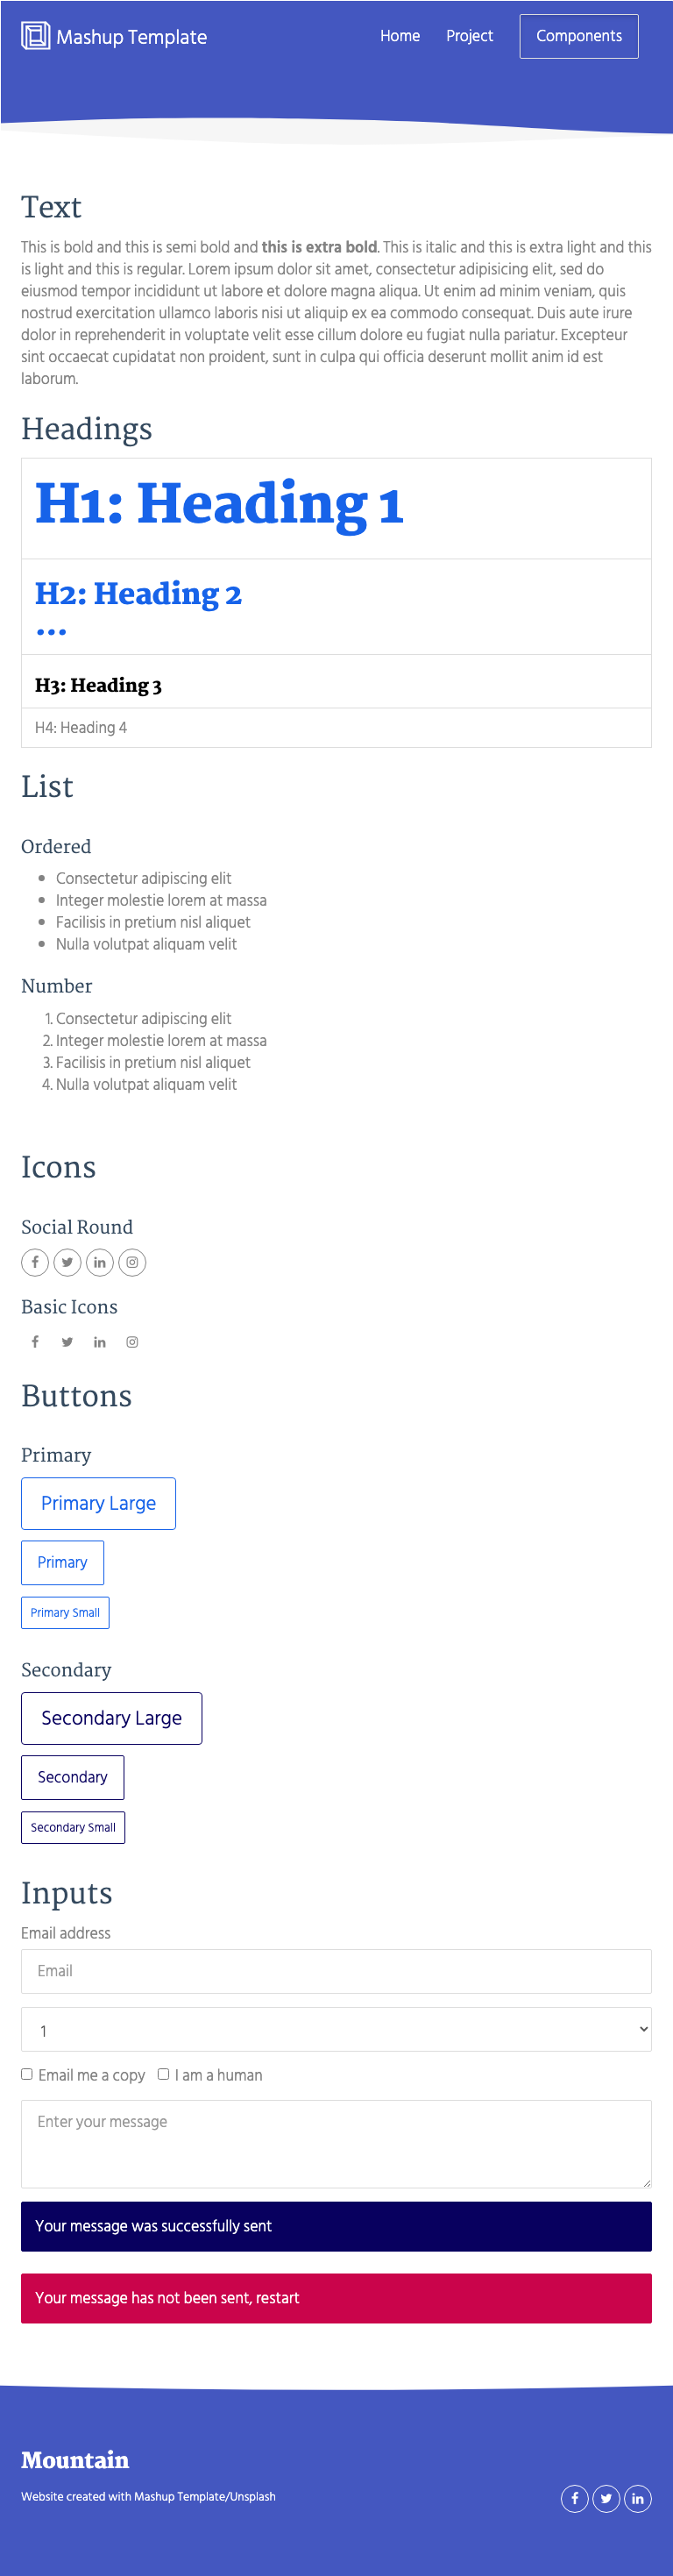 Mashup Template
Home
Project
Components
Text
This is bold and this is semi bold and this is extra bold. This is italic and this is extra light and this
is light and this is regular. Lorem ipsum dolor sit amet, consectetur adipisicing elit, sed do
eiusmod tempor incididunt ut labore et dolore magna aliqua. Ut enim ad minim veniam, quis
nostrud exercitation ullamco laboris nisi ut aliquip ex ea commodo consequat. Duis aute irure
dolor in reprehenderit in voluptate velit esse cillum dolore eu fugiat nulla pariatur. Excepteur
sint occaecat cupidatat non proident, sunt in culpa qui officia deserunt mollit anim id est
laborum.
Headings
H1: Heading 1
H2: Heading 2
...
H3: Heading 3
H4: Heading 4
List
Ordered
• Consectetur adipiscing elit
• Integer molestie lorem at massa
• Facilisis in pretium nisl aliquet
• Nulla volutpat aliquam velit
Number
1. Consectetur adipiscing elit
2. Integer molestie lorem at massa
3. Facilisis in pretium nisl aliquet
4. Nulla volutpat aliquam velit
Icons
Social Round
Basic Icons
Buttons
Primary
Primary Large
Primary
Primary Small
Secondary
Secondary Large
Secondary
Secondary Small
Inputs
Email address
Email
1
Email me a copy
I am a human
Enter your message
Your message was successfully sent
Your message has not been sent, restart
Mountain
Website created with Mashup Template/Unsplash